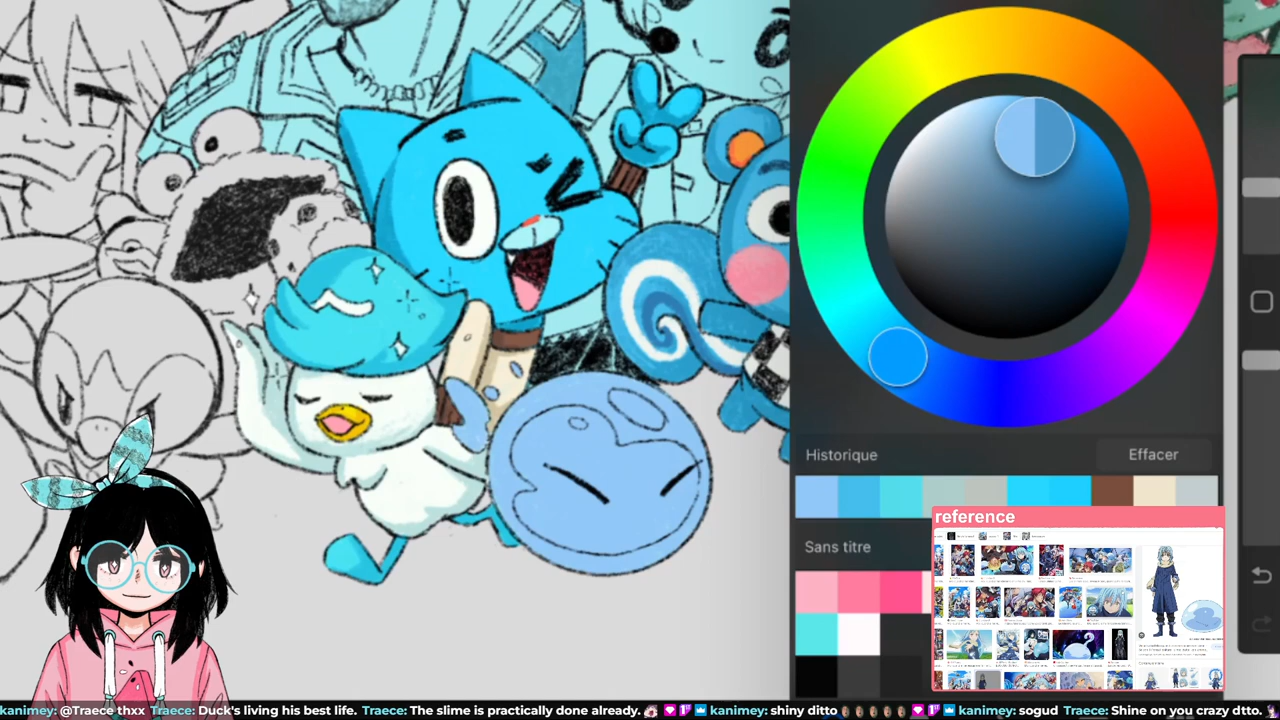 Historique
Effacer
reference
Sans titre
kanimey: @Traece thxx Traece: Duck's living his best life. Traece: The slime is practically done already. kanimey: shiny ditto kanimey: sogud Traece: Shine on you crazy dtto.